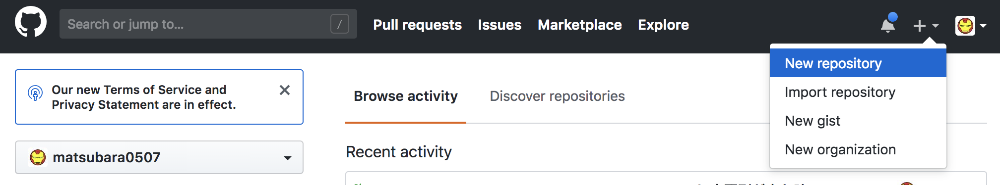 Search or jump to...
/
Pull requests
Issues
Marketplace
Explore
New repository
Import repository
New gist
New organization
Our new Terms of Service and
Privacy Statement are in effect.
Browse activity
Discover repositories
matsubara0507
Recent activity